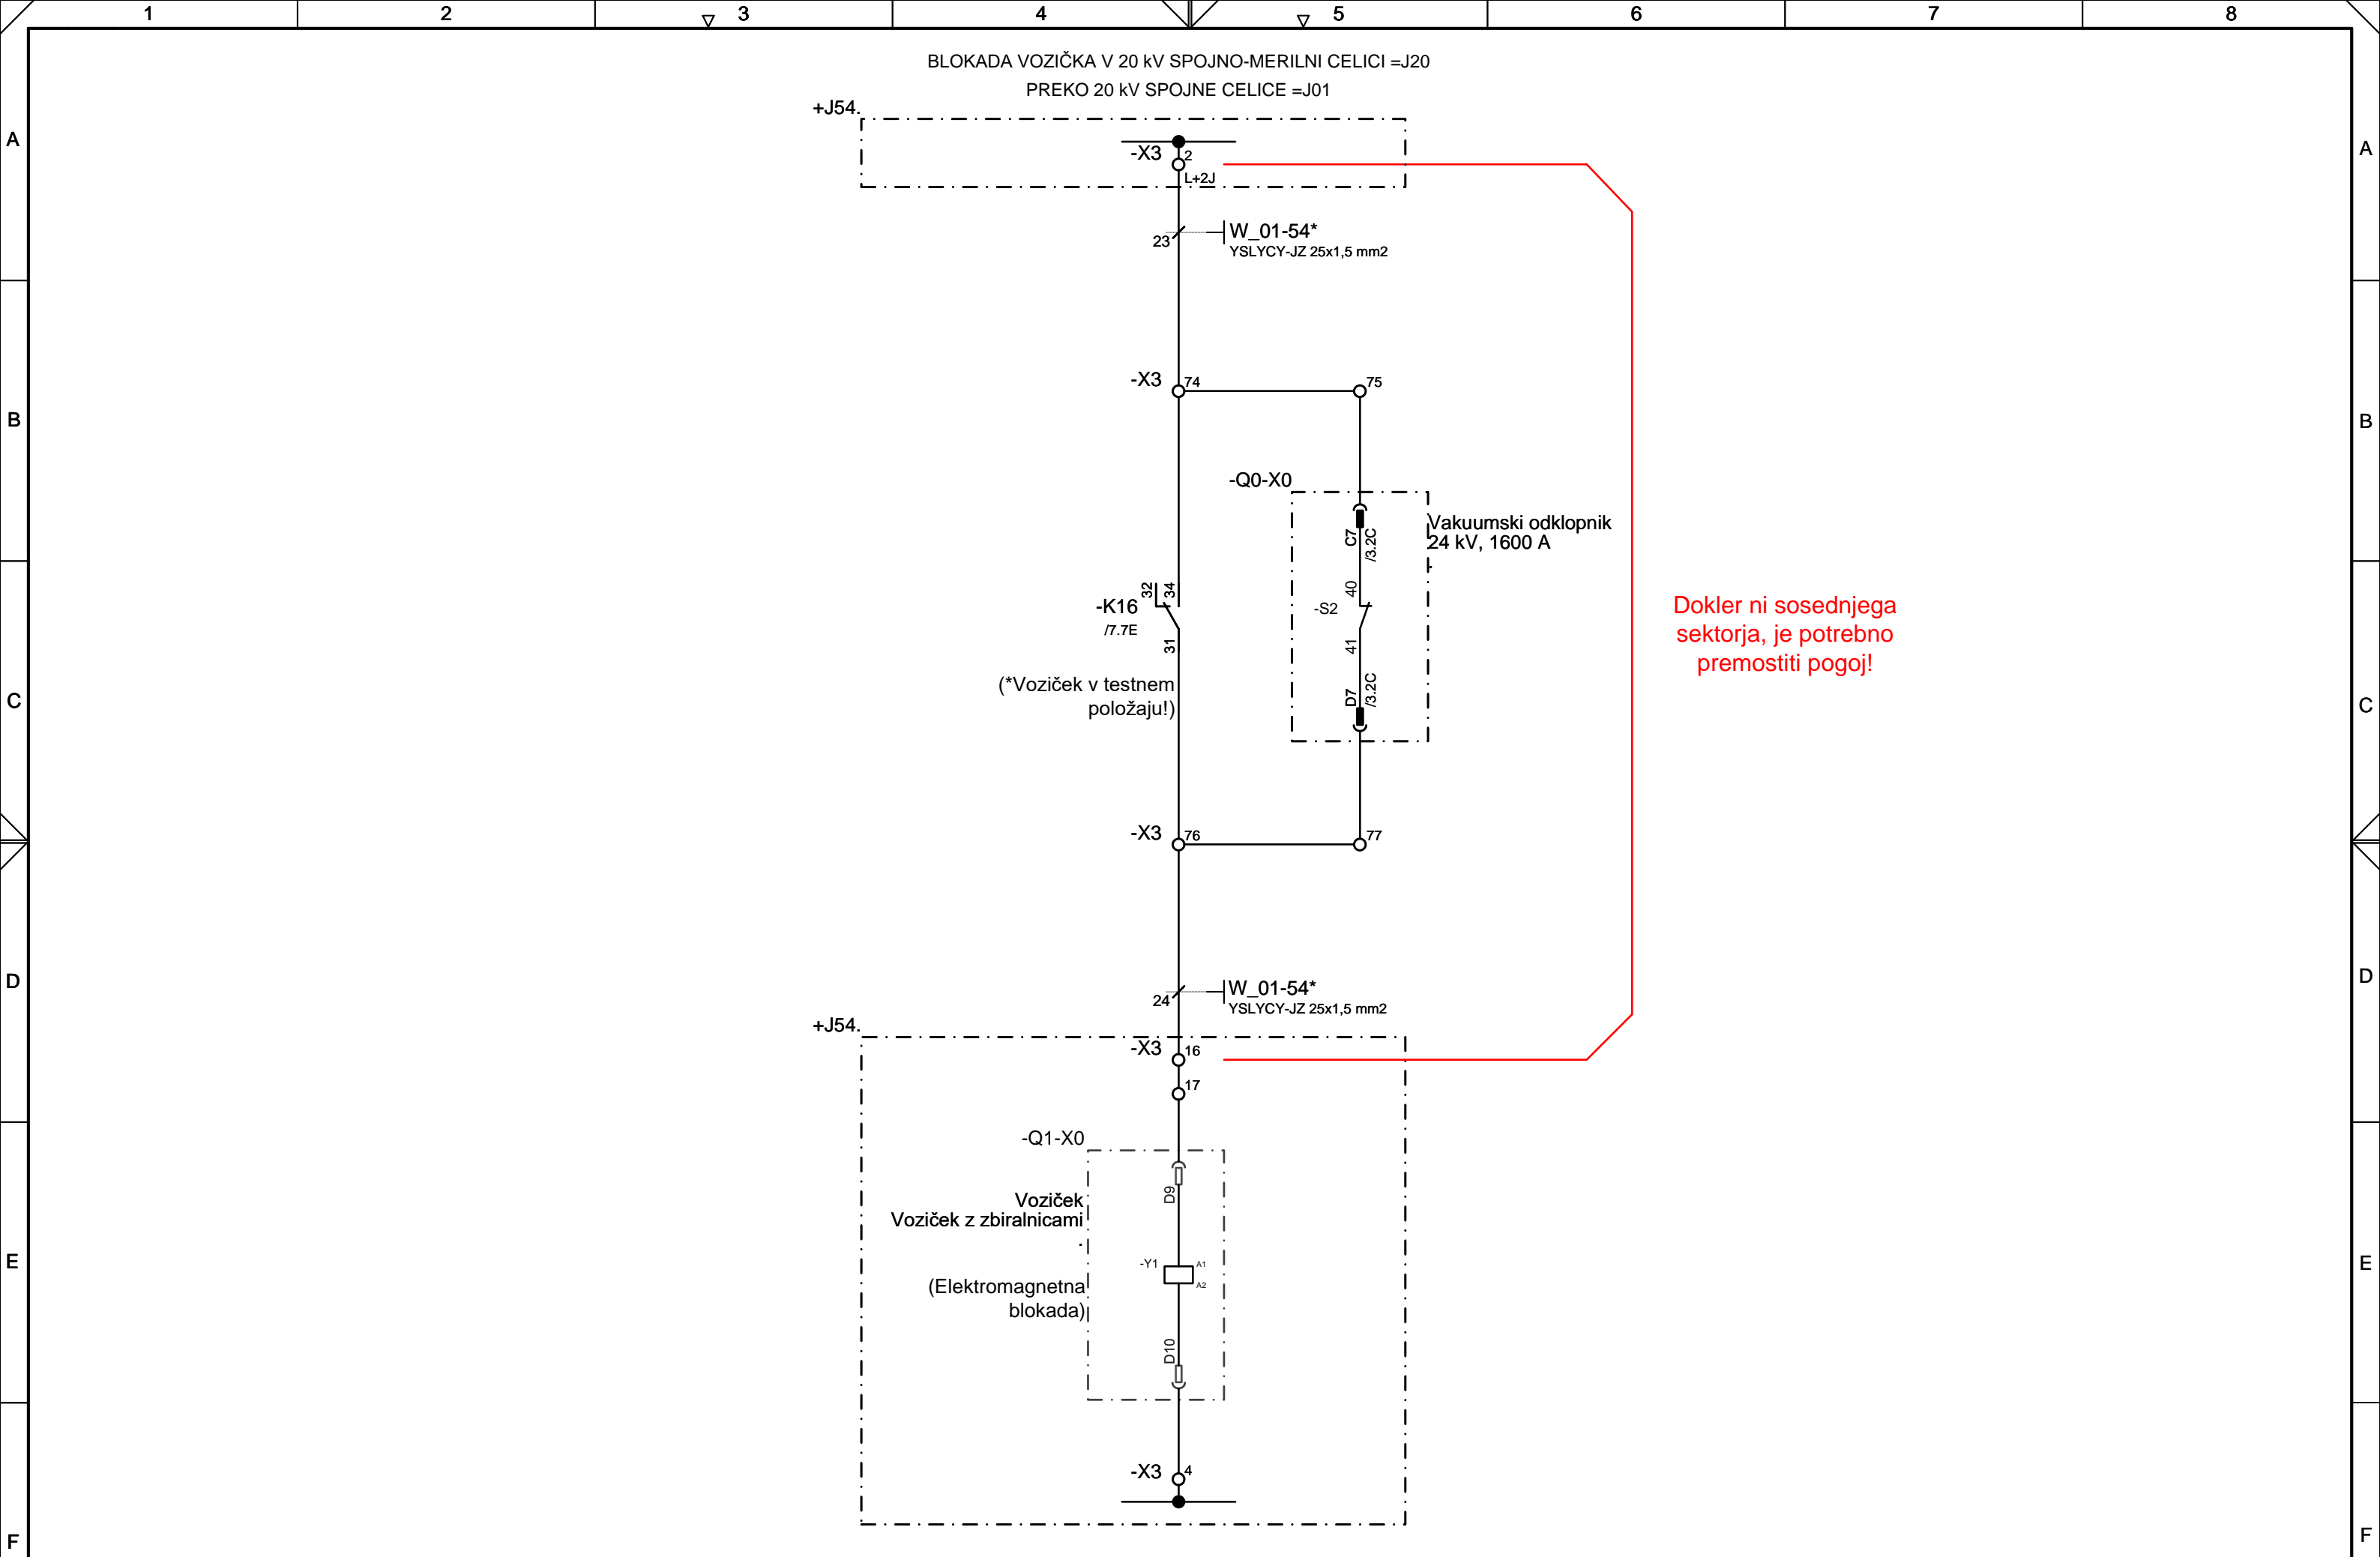 1 2 3 4 5 6 7 8
BLOKADA VOZIČKA V 20 kV SPOJNO-MERILNI CELICI =J20
PREKO 20 kV SPOJNE CELICE =J01
+J54.
A A
-X3 2
L+2J
23 W_01-54*
YSLYCY-JZ 25x1,5 mm2
-X3 74 75
B B
-Q0-X0
Vakuumski odklopnik
24 kV, 1600 A
.
C7 /3.2C
32 34 40
-K16 -S2
/7.7E
31 41
Dokler ni sosednjega
sektorja, je potrebno
premostiti pogoj!
(*Voziček v testnem
položaju!)
D7 /3.2C
C C
-X3 76 77
D D
24 W_01-54*
YSLYCY-JZ 25x1,5 mm2
+J54.
-X3 16
17
-Q1-X0
D9
Voziček
Voziček z zbiralnicami
.
-Y1 A1
A2
E E
(Elektromagnetna
blokada)
D10
-X3 4
F F